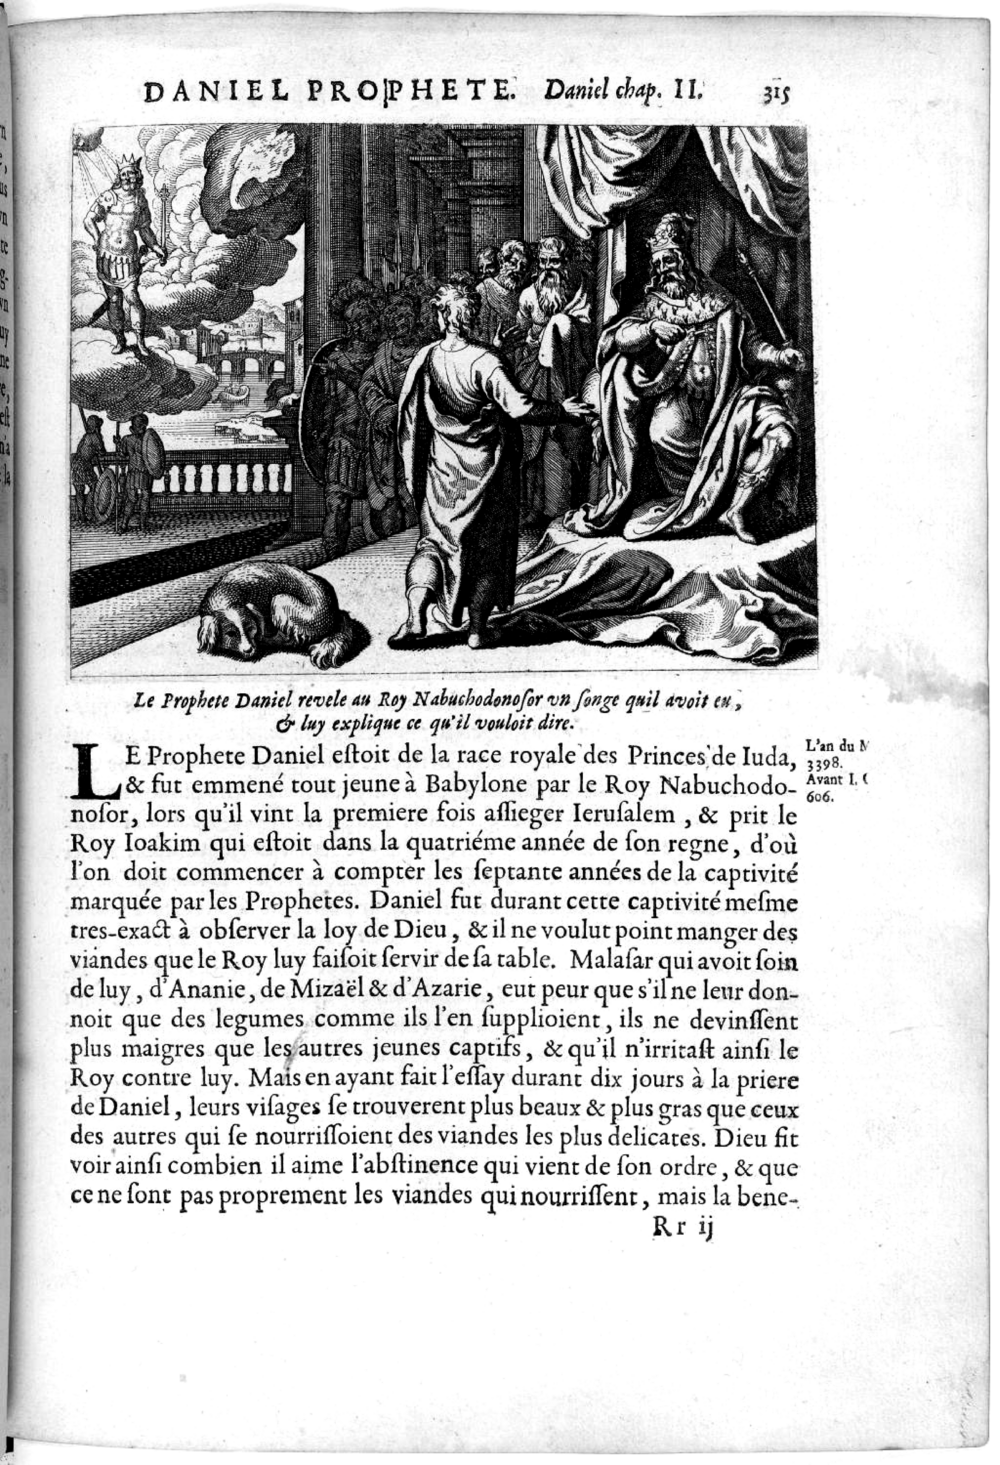 DANIEL PROPHETE. Daniel chap. II. 315
Le Prophete Daniel revele au Roy Nabuchodonoſor vn ſonge quil avoit eu,
& luy explique ce qu'il vouloit dire.
LE Prophete Daniel eſtoit de la race royale des Princes de Iuda,
& fut emmené tout jeune à Babylone par le Roy Nabuchodo-
noſor, lors qu'il vint la premiere fois aſſieger Ieruſalem, & prit le
Roy Ioakim qui eſtoit dans la quatriéme année de ſon regne, d'où
l'on doit commencer à compter les ſeptante années de la captivité
marquée par les Prophetes. Daniel fut durant cette captivité meſme
tres-exact à obſerver la loy de Dieu, & il ne voulut point manger des
viandes que le Roy luy faiſoit ſervir de ſa table. Malaſar qui avoit ſoin
de luy, d'Ananie, de Mizaël & d'Azarie, eut peur que s'il ne leur don-
noit que des legumes comme ils l'en ſupplioient, ils ne devinſſent
plus maigres que les autres jeunes captifs, & qu'il n'irritaſt ainſi le
Roy contre luy. Mais en ayant fait l'eſſay durant dix jours à la priere
de Daniel, leurs viſages ſe trouverent plus beaux & plus gras que ceux
des autres qui ſe nourriſſoient des viandes les plus delicates. Dieu fit
voir ainſi combien il aime l'abſtinence qui vient de ſon ordre, & que
ce ne ſont pas proprement les viandes qui nourriſſent, mais la bene-
Rr ij
L'an du
3398.
Avant I.
606.